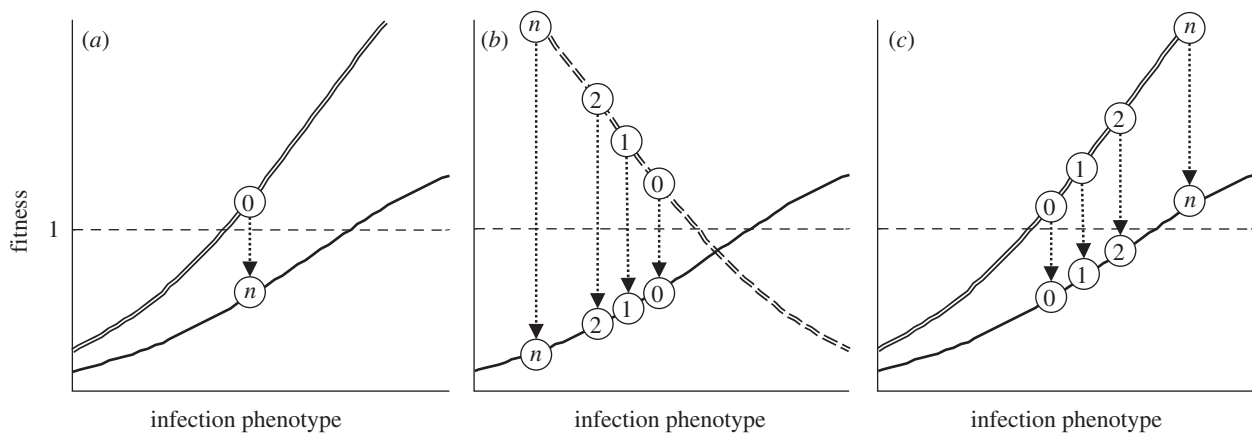 (a)
(b)
(c)
fitness
1
0
n
n
2
1
0
n
2
1
0
n
2
1
0
n
2
1
0
infection phenotype
infection phenotype
infection phenotype